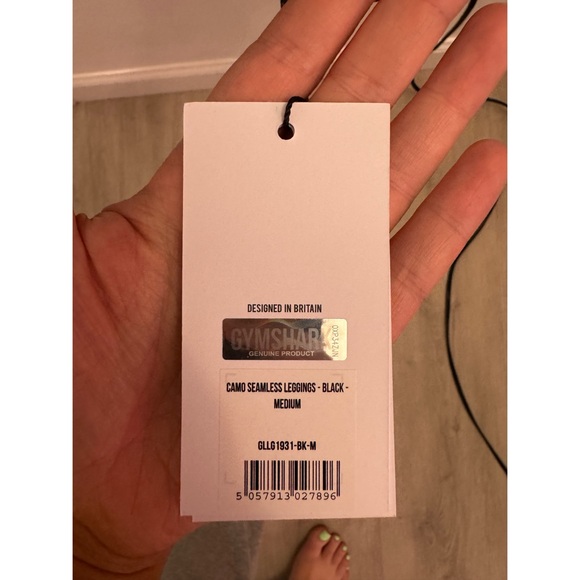 DESIGNED IN BRITAIN
GYMSHARK
GENUINE PRODUCT
CAMO SEAMLESS LEGGINGS - BLACK -
MEDIUM
GLLG1931-BK-M
5 057913 027896